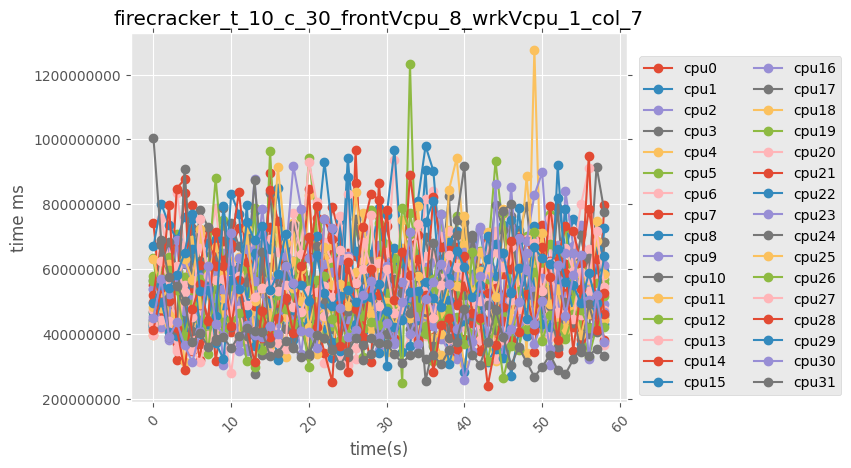 firecracker_t_10_c_30_frontVcpu_8_wrkVcpu_1_col_7
time ms
1200000000
1000000000
800000000
600000000
400000000
200000000
0
10
20
30
40
50
60
time(s)
cpu0
cpu1
cpu2
cpu3
cpu4
cpu5
cpu6
cpu7
cpu8
cpu9
cpu10
cpu11
cpu12
cpu13
cpu14
cpu15
cpu16
cpu17
cpu18
cpu19
cpu20
cpu21
cpu22
cpu23
cpu24
cpu25
cpu26
cpu27
cpu28
cpu29
cpu30
cpu31